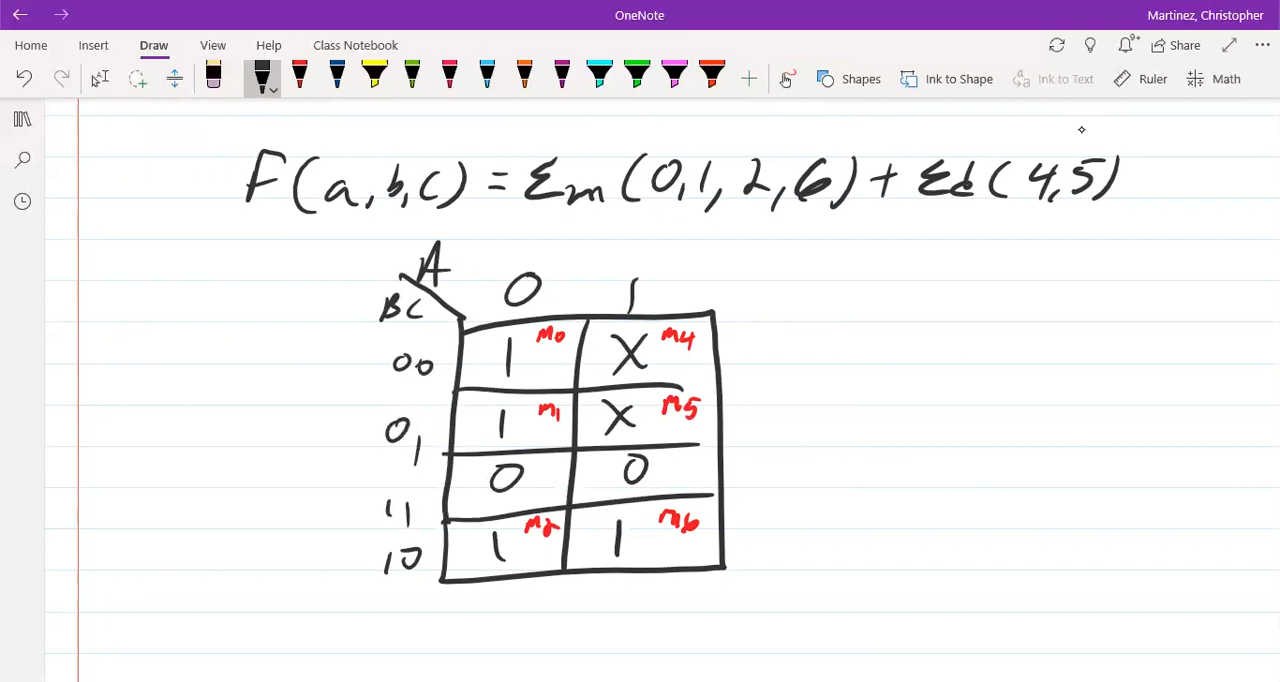 OneNote
Martínez, Christopher
Home Insert Draw View Help Class Notebook Share
Shapes Ink to Shape Ink to Text Ruler Math
F(a,b,c) = Σm(0,1,2,6) + Σd(4,5)
A
BC 0 1
00 1 m0 X m4
01 1 m1 X m5
11 0 0
10 1 m2 1 m6